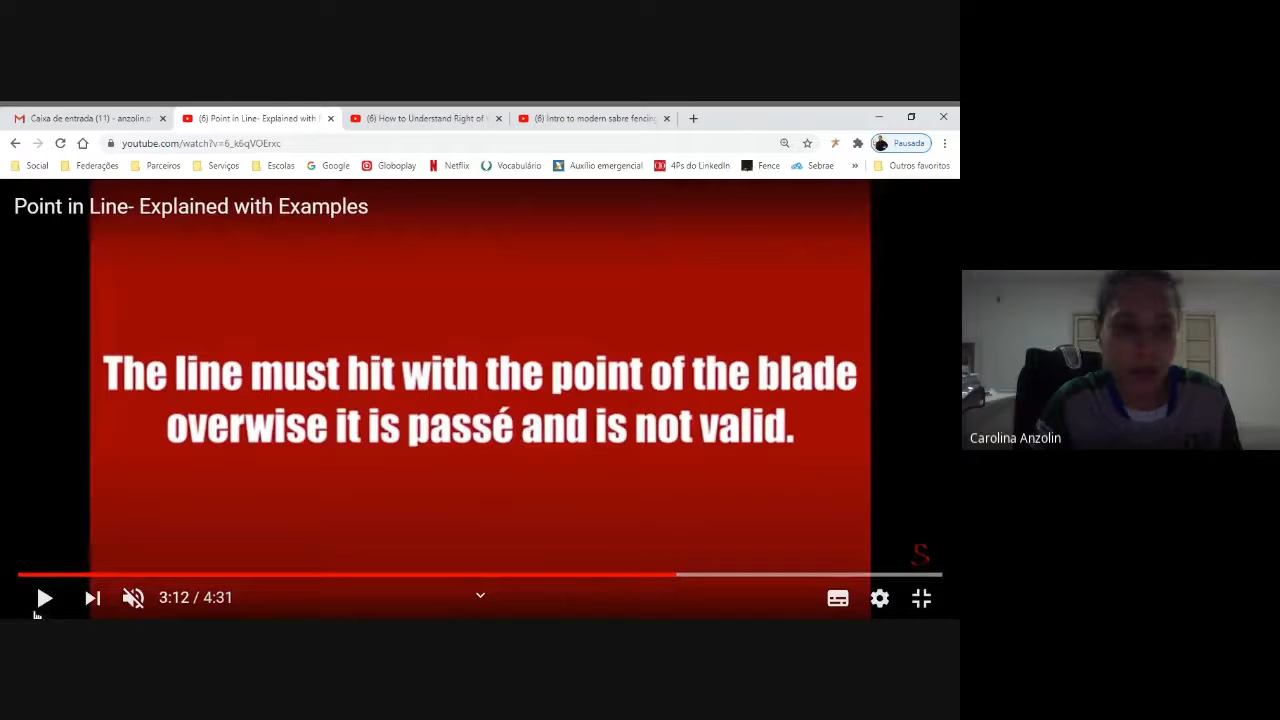 Caixa de entrada (11) - anzolin.o
(6) Point in Line- Explained with
(6) How to Understand Right of
(6) Intro to modern sabre fencing
youtube.com/watch?v=6_k6qVOErxc
Pausada
Social Federações Parceiros Serviços Escolas Google Globoplay Netflix Vocabulário Auxílio emergencial 4Ps do LinkedIn Fence Sebrae » Outros favoritos
Point in Line- Explained with Examples
The line must hit with the point of the blade
overwise it is passé and is not valid.
S
3:12 / 4:31
Carolina Anzolin